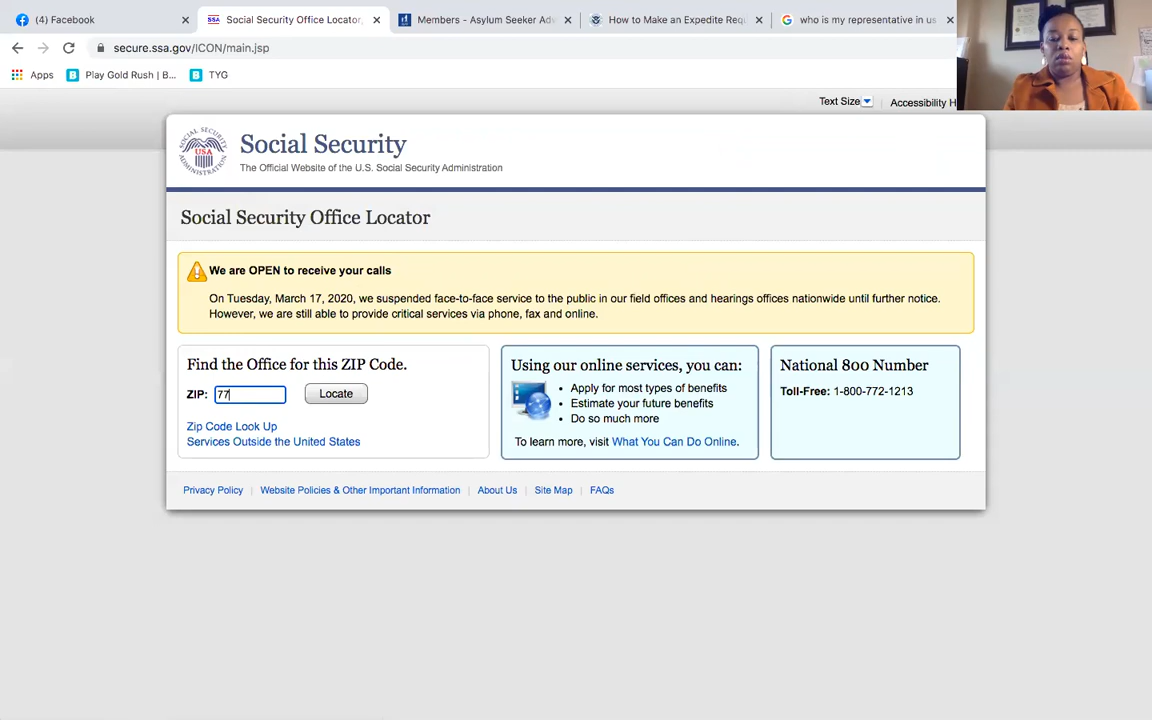 (4) Facebook
Social Security Office Locator,
Members - Asylum Seeker Adv
How to Make an Expedite Requ
who is my representative in us
secure.ssa.gov/ICON/main.jsp
Apps
Play Gold Rush | B...
TYG
Text Size
Accessibility H
SOCIAL SECURITY ADMINISTRATION
USA
Social Security
The Official Website of the U.S. Social Security Administration
Social Security Office Locator
We are OPEN to receive your calls
On Tuesday, March 17, 2020, we suspended face-to-face service to the public in our field offices and hearings offices nationwide until further notice.
However, we are still able to provide critical services via phone, fax and online.
Find the Office for this ZIP Code.
ZIP: 77 Locate
Zip Code Look Up
Services Outside the United States
Using our online services, you can:
• Apply for most types of benefits
• Estimate your future benefits
• Do so much more
To learn more, visit What You Can Do Online.
National 800 Number
Toll-Free: 1-800-772-1213
Privacy Policy | Website Policies & Other Important Information | About Us | Site Map | FAQs